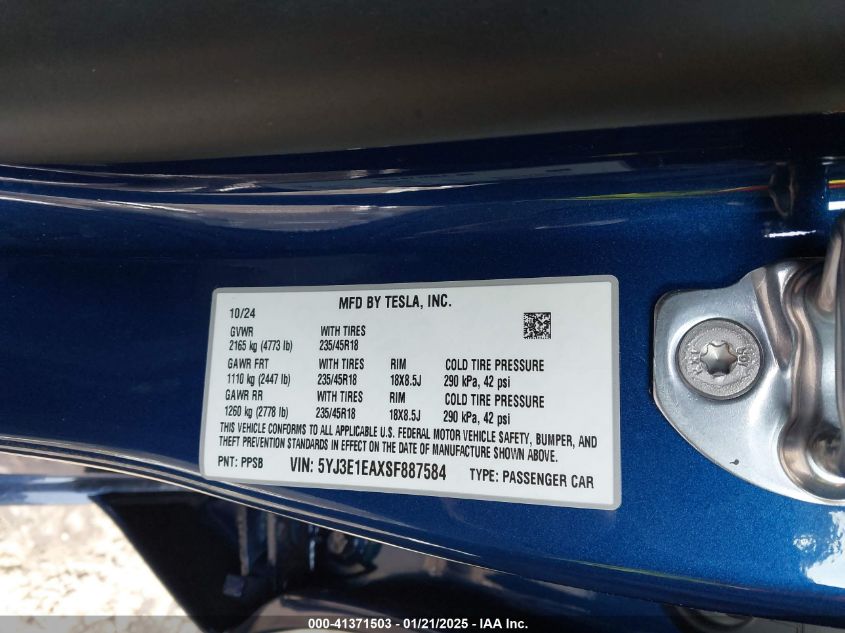 MFD BY TESLA, INC.
10/24
GVWR WITH TIRES
2165 kg (4773 lb) 235/45R18
GAWR FRT WITH TIRES RIM COLD TIRE PRESSURE
1110 kg (2447 lb) 235/45R18 18X8.5J 290 kPa, 42 psi
GAWR RR WITH TIRES RIM COLD TIRE PRESSURE
1260 kg (2778 lb) 235/45R18 18X8.5J 290 kPa, 42 psi
THIS VEHICLE CONFORMS TO ALL APPLICABLE U.S. FEDERAL MOTOR VEHICLE SAFETY, BUMPER, AND
THEFT PREVENTION STANDARDS IN EFFECT ON THE DATE OF MANUFACTURE SHOWN ABOVE.
PNT: PPSB VIN: 5YJ3E1EAXSF887584 TYPE: PASSENGER CAR
000-41371503 / 01/21/2025 - IAA Inc.